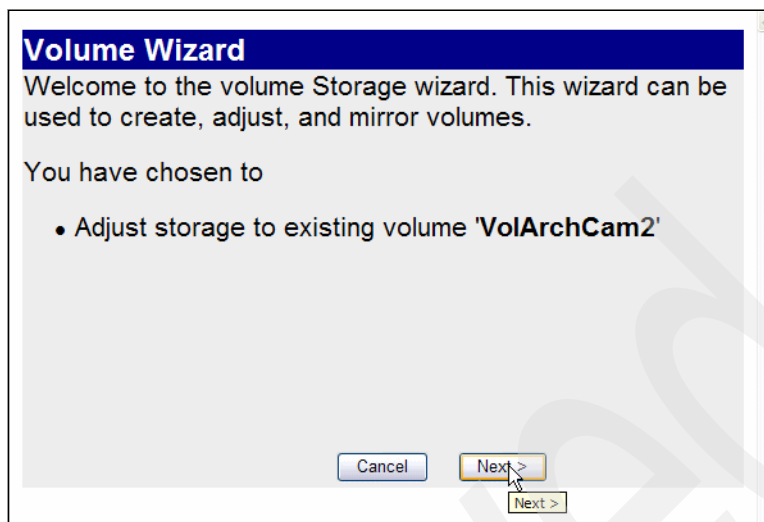 Volume Wizard
Welcome to the volume Storage wizard. This wizard can be
used to create, adjust, and mirror volumes.
You have chosen to
• Adjust storage to existing volume 'VolArchCam2'
Cancel
Next >
Next >